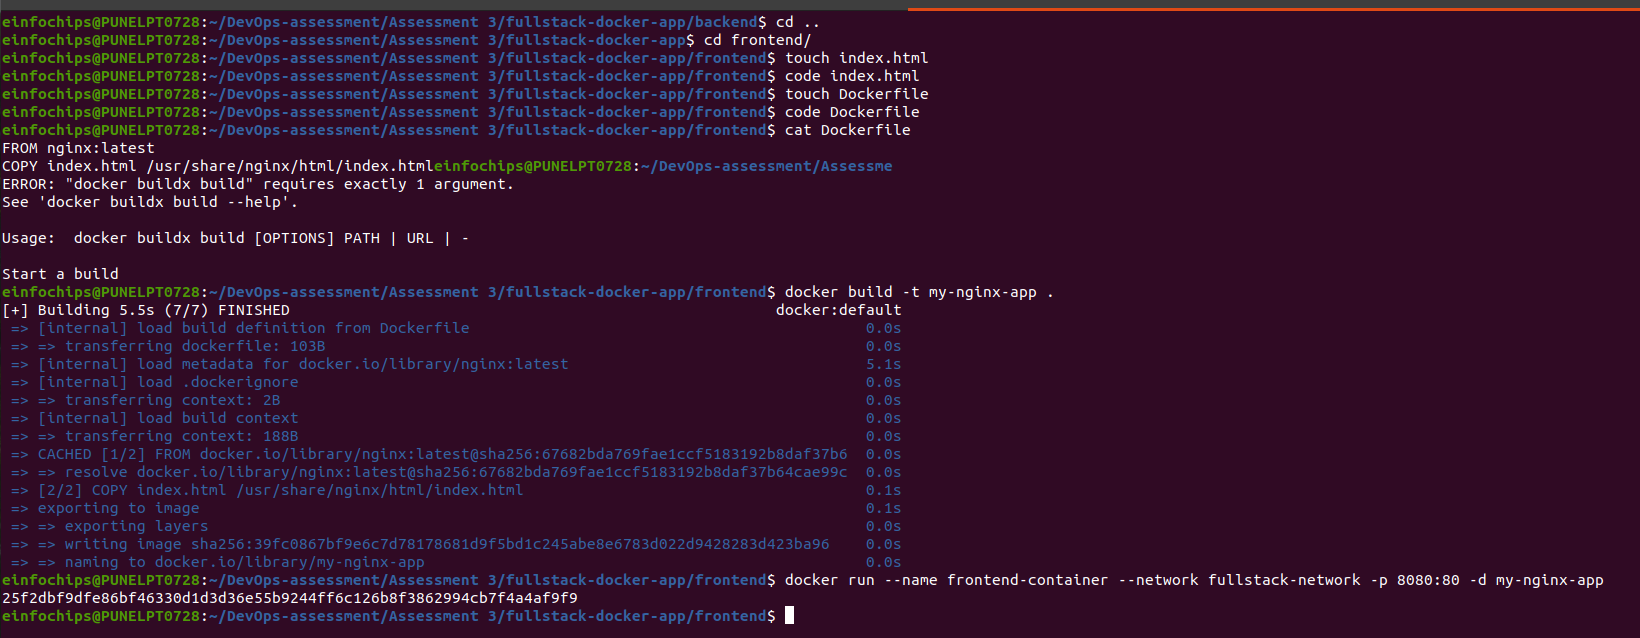 einfochips@PUNELPT0728:~/DevOps-assessment/Assessment 3/fullstack-docker-app/backend$ cd ..
einfochips@PUNELPT0728:~/DevOps-assessment/Assessment 3/fullstack-docker-app$ cd frontend/
einfochips@PUNELPT0728:~/DevOps-assessment/Assessment 3/fullstack-docker-app/frontend$ touch index.html
einfochips@PUNELPT0728:~/DevOps-assessment/Assessment 3/fullstack-docker-app/frontend$ code index.html
einfochips@PUNELPT0728:~/DevOps-assessment/Assessment 3/fullstack-docker-app/frontend$ touch Dockerfile
einfochips@PUNELPT0728:~/DevOps-assessment/Assessment 3/fullstack-docker-app/frontend$ code Dockerfile
einfochips@PUNELPT0728:~/DevOps-assessment/Assessment 3/fullstack-docker-app/frontend$ cat Dockerfile
FROM nginx:latest
COPY index.html /usr/share/nginx/html/index.htmleinfochips@PUNELPT0728:~/DevOps-assessment/Assessme
ERROR: "docker buildx build" requires exactly 1 argument.
See 'docker buildx build --help'.

Usage:  docker buildx build [OPTIONS] PATH | URL | -

Start a build
einfochips@PUNELPT0728:~/DevOps-assessment/Assessment 3/fullstack-docker-app/frontend$ docker build -t my-nginx-app .
[+] Building 5.5s (7/7) FINISHED docker:default
=> [internal] load build definition from Dockerfile 0.0s
=> => transferring dockerfile: 103B 0.0s
=> [internal] load metadata for docker.io/library/nginx:latest 5.1s
=> [internal] load .dockerignore 0.0s
=> => transferring context: 2B 0.0s
=> [internal] load build context 0.0s
=> => transferring context: 188B 0.0s
=> CACHED [1/2] FROM docker.io/library/nginx:latest@sha256:67682bda769fae1ccf5183192b8daf37b6 0.0s
=> => resolve docker.io/library/nginx:latest@sha256:67682bda769fae1ccf5183192b8daf37b64cae99c 0.0s
=> [2/2] COPY index.html /usr/share/nginx/html/index.html 0.1s
=> exporting to image 0.1s
=> => exporting layers 0.0s
=> => writing image sha256:39fc0867bf9e6c7d78178681d9f5bd1c245abe8e6783d022d9428283d423ba96 0.0s
=> => naming to docker.io/library/my-nginx-app 0.0s
einfochips@PUNELPT0728:~/DevOps-assessment/Assessment 3/fullstack-docker-app/frontend$ docker run --name frontend-container --network fullstack-network -p 8080:80 -d my-nginx-app
25f2dbf9dfe86bf46330d1d3d36e55b9244ff6c126b8f3862994cb7f4a4af9f9
einfochips@PUNELPT0728:~/DevOps-assessment/Assessment 3/fullstack-docker-app/frontend$